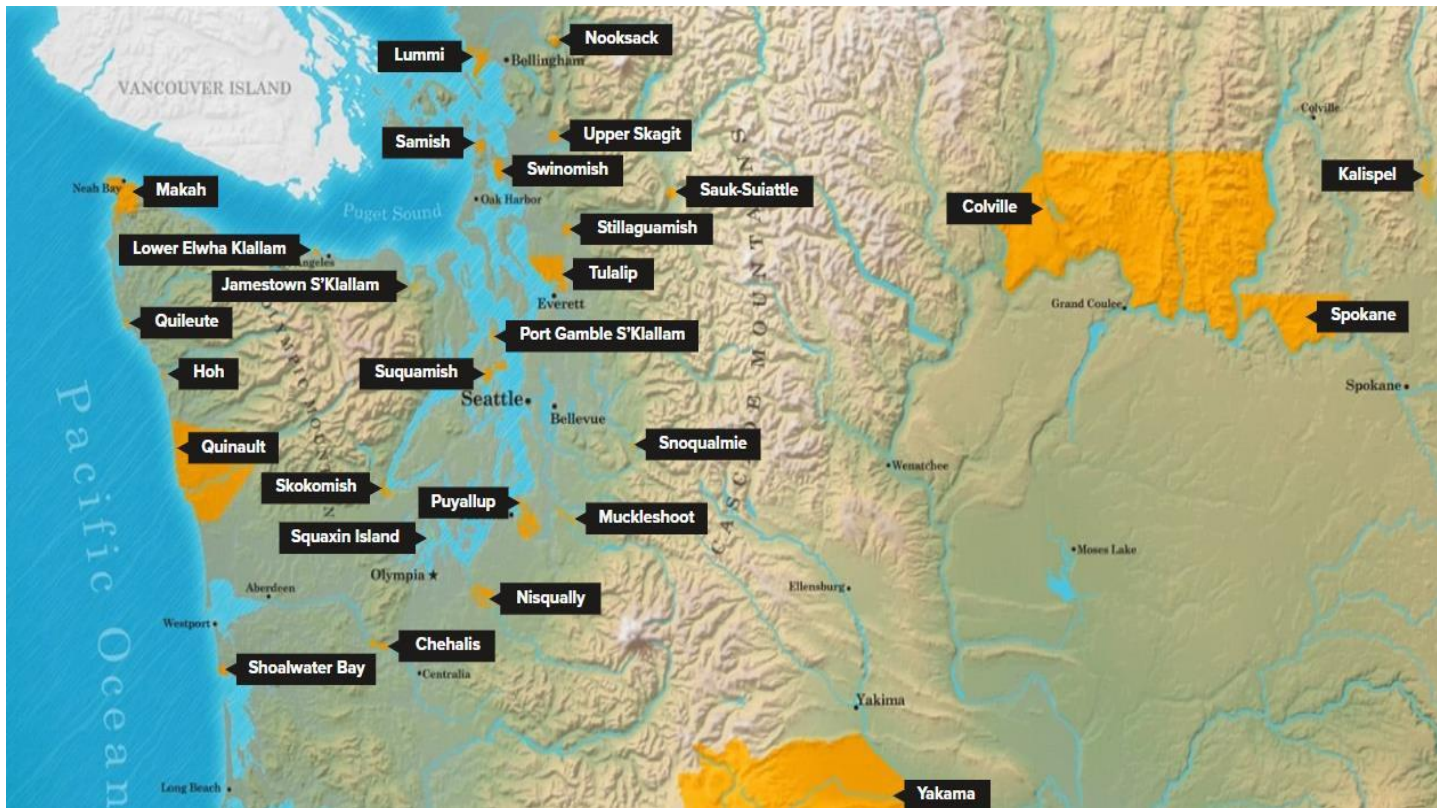 Nooksack
Lummi
Bellingham
VANCOUVER ISLAND
Colville
Upper Skagit
Samish
Swinomish
Kalispel
Neah Bay
Makah
Sauk-Suiattle
Oak Harbor
Colville
Puget Sound
Stillaguamish
Lower Elwha Klallam
Tulalip
Jamestown S'Klallam
Everett
Grand Coulee
Spokane
Quileute
Port Gamble S'Klallam
Hoh
Suquamish
Spokane
Seattle
Bellevue
Snoqualmie
Quinault
Wenatchee
Skokomish
Puyallup
Muckleshoot
Squaxin Island
Moses Lake
Olympia
Aberdeen
Ellensburg
Nisqually
Westport
Chehalis
Shoalwater Bay
Centralia
Yakima
Long Beach
Yakama
CASCADE MOUNTAINS
Pacific Ocean